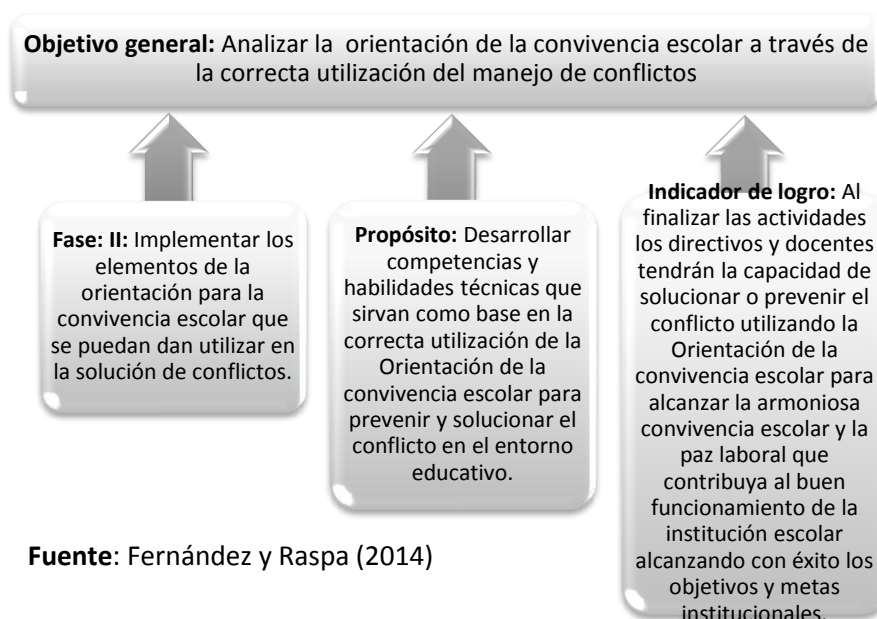 Objetivo general: Analizar la orientación de la convivencia escolar a través de
la correcta utilización del manejo de conflictos
Fase: II: Implementar los
elementos de la
orientación para la
convivencia escolar que
se puedan dan utilizar en
la solución de conflictos.
Propósito: Desarrollar
competencias y
habilidades técnicas que
sirvan como base en la
correcta utilización de la
Orientación de la
convivencia escolar para
prevenir y solucionar el
conflicto en el entorno
educativo.
Indicador de logro: Al
finalizar las actividades
los directivos y docentes
tendrán la capacidad de
solucionar o prevenir el
conflicto utilizando la
Orientación de la
convivencia escolar para
alcanzar la armoniosa
convivencia escolar y la
paz laboral que
contribuya al buen
funcionamiento de la
institución escolar
alcanzando con éxito los
objetivos y metas
institucionales.
Fuente: Fernández y Raspa (2014)